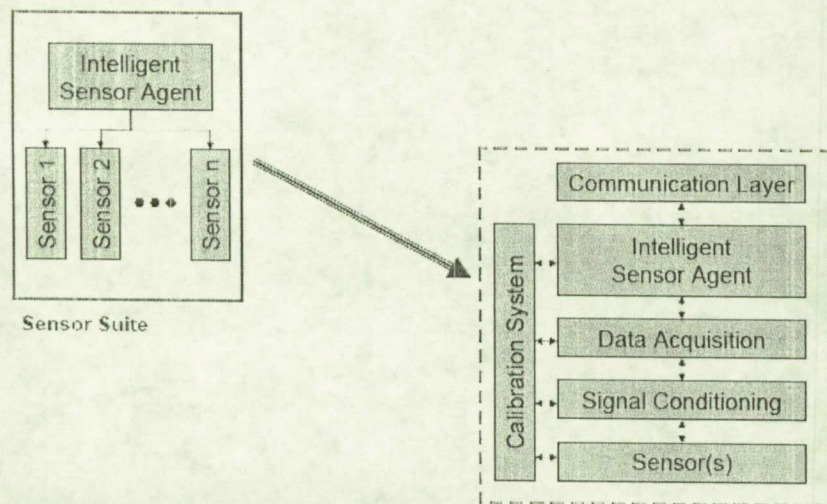 Intelligent
Sensor Agent
Sensor 1
Sensor 2
Sensor n
Sensor Suite
Communication Layer
Intelligent
Sensor Agent
Calibration System
Data Acquisition
Signal Conditioning
Sensor(s)